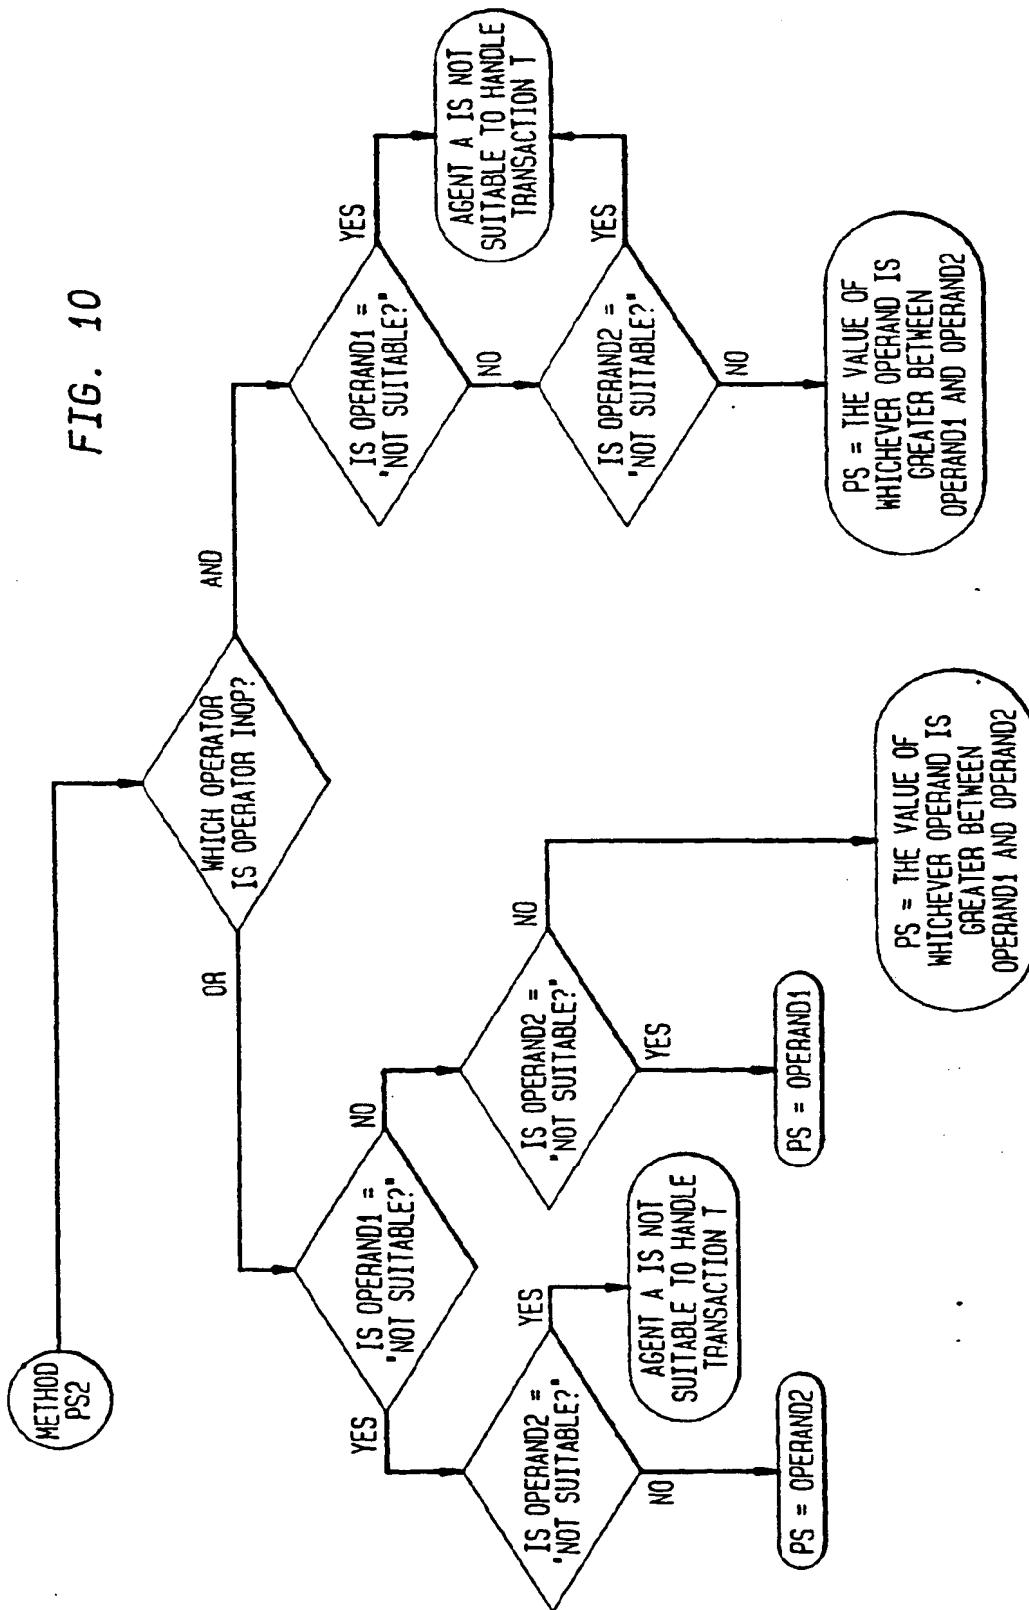 FIG. 10
METHOD
PS2
WHICH OPERATOR
IS OPERATOR INOP?
OR
AND
IS OPERAND1 =
"NOT SUITABLE?"
YES
NO
IS OPERAND2 =
"NOT SUITABLE?"
YES
NO
AGENT A IS NOT
SUITABLE TO HANDLE
TRANSACTION T
PS = OPERAND2
IS OPERAND2 =
"NOT SUITABLE?"
NO
YES
PS = OPERAND1
PS = THE VALUE OF
WHICHEVER OPERAND IS
GREATER BETWEEN
OPERAND1 AND OPERAND2
IS OPERAND1 =
"NOT SUITABLE?"
YES
NO
AGENT A IS NOT
SUITABLE TO HANDLE
TRANSACTION T
IS OPERAND2 =
"NOT SUITABLE?"
YES
NO
PS = THE VALUE OF
WHICHEVER OPERAND IS
GREATER BETWEEN
OPERAND1 AND OPERAND2